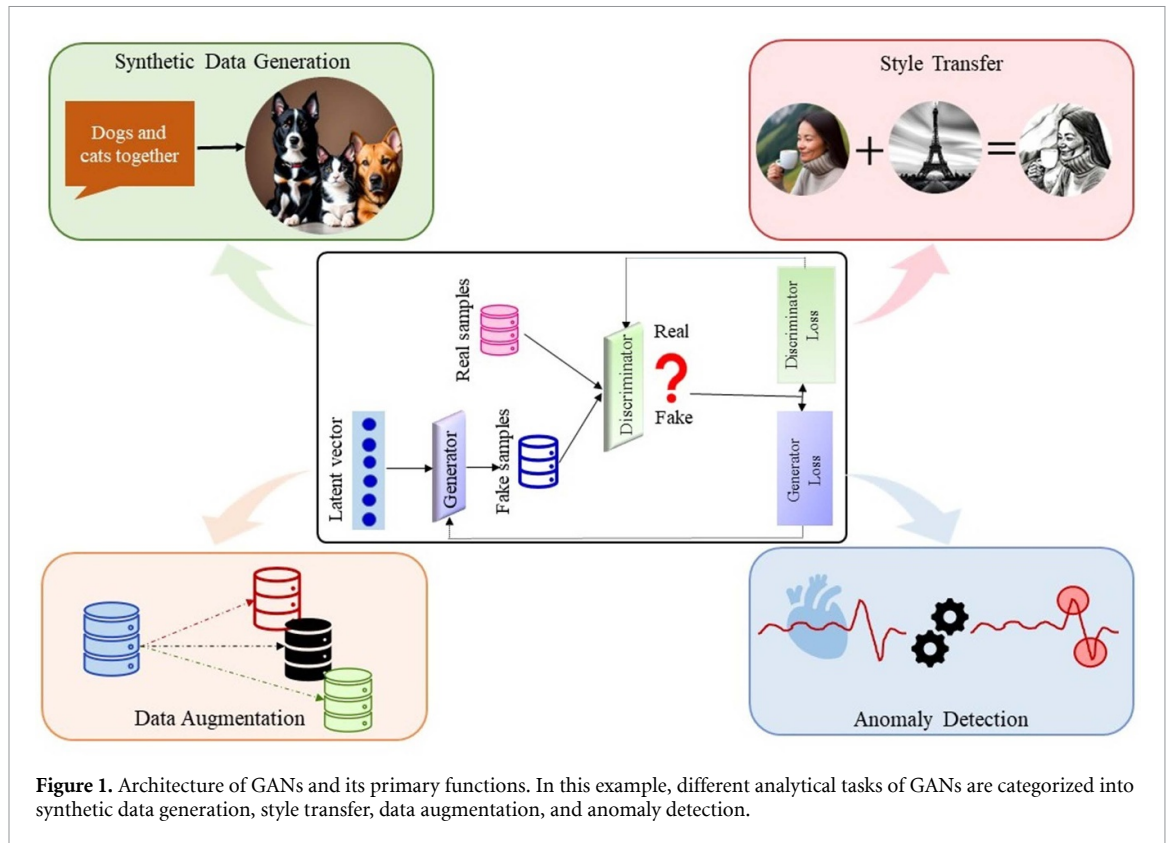 Synthetic Data Generation
Dogs and
cats together
Style Transfer
+
=
Latent vector
Generator
Real samples
Fake samples
Discriminator
Real
?
Fake
Discriminator
Loss
Generator
Loss
Data Augmentation
Anomaly Detection
Figure 1. Architecture of GANs and its primary functions. In this example, different analytical tasks of GANs are categorized into
synthetic data generation, style transfer, data augmentation, and anomaly detection.